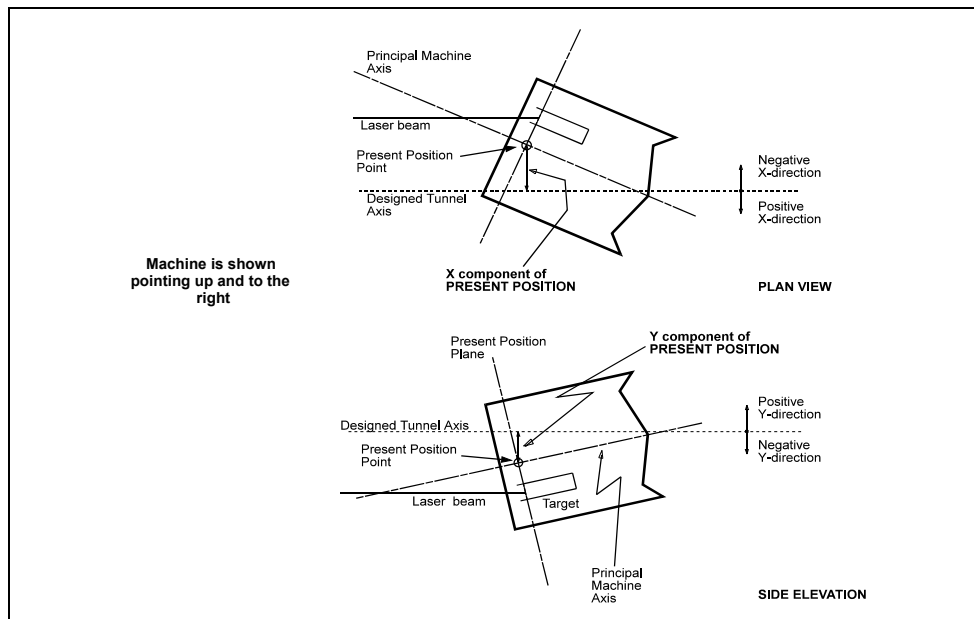 Principal Machine
Axis
Laser beam
Present Position
Point
Designed Tunnel
Axis
Negative
X-direction
Positive
X-direction
Machine is shown
pointing up and to the
right
X component of
PRESENT POSITION
PLAN VIEW
Present Position
Plane
Y component of
PRESENT POSITION
Designed Tunnel Axis
Present Position
Point
Positive
Y-direction
Negative
Y-direction
Laser beam
Target
Principal
Machine
Axis
SIDE ELEVATION